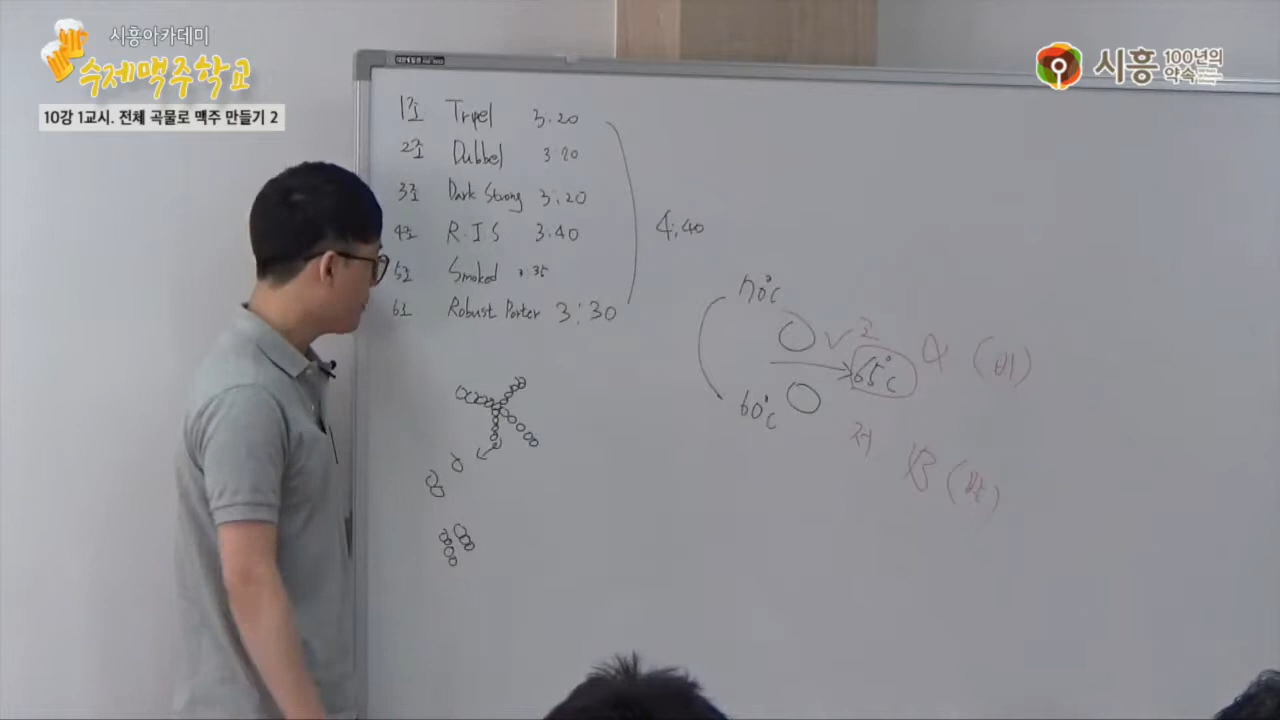 시흥아카데미
수제맥주학교
10강 1교시. 전체 곡물로 맥주 만들기 2
시흥 100년의 약속
1조 Tripel 3.20
2조 Dubbel 3:20
3조 Dark Strong 3:20
4조 R.I.S 3:40
5조 Smoked 3:35
6조 Robust Porter 3:30
4:40
70°C
고 α (비)
65°C
60°C
저 β (발)